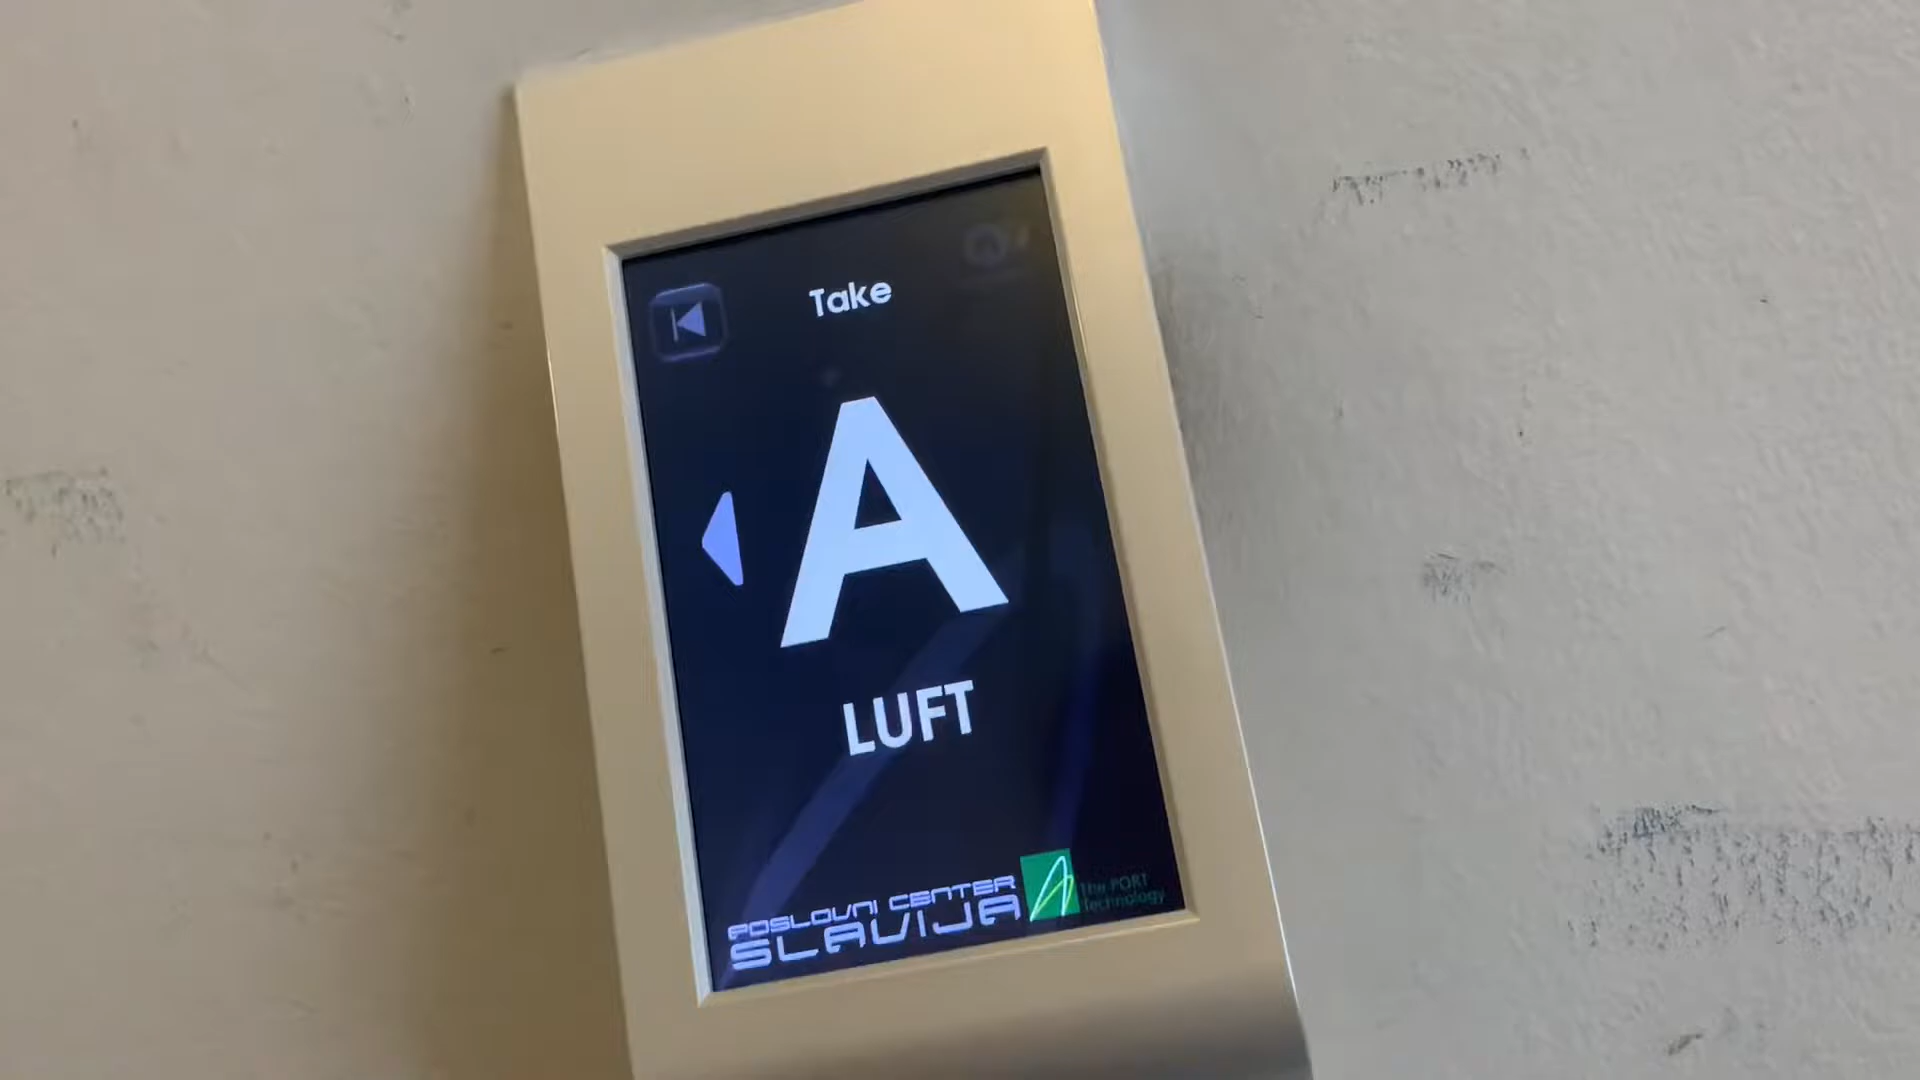 Take
A
LUFT
POSLOVNI CENTER
SLAVIJA
The PORT
Technology